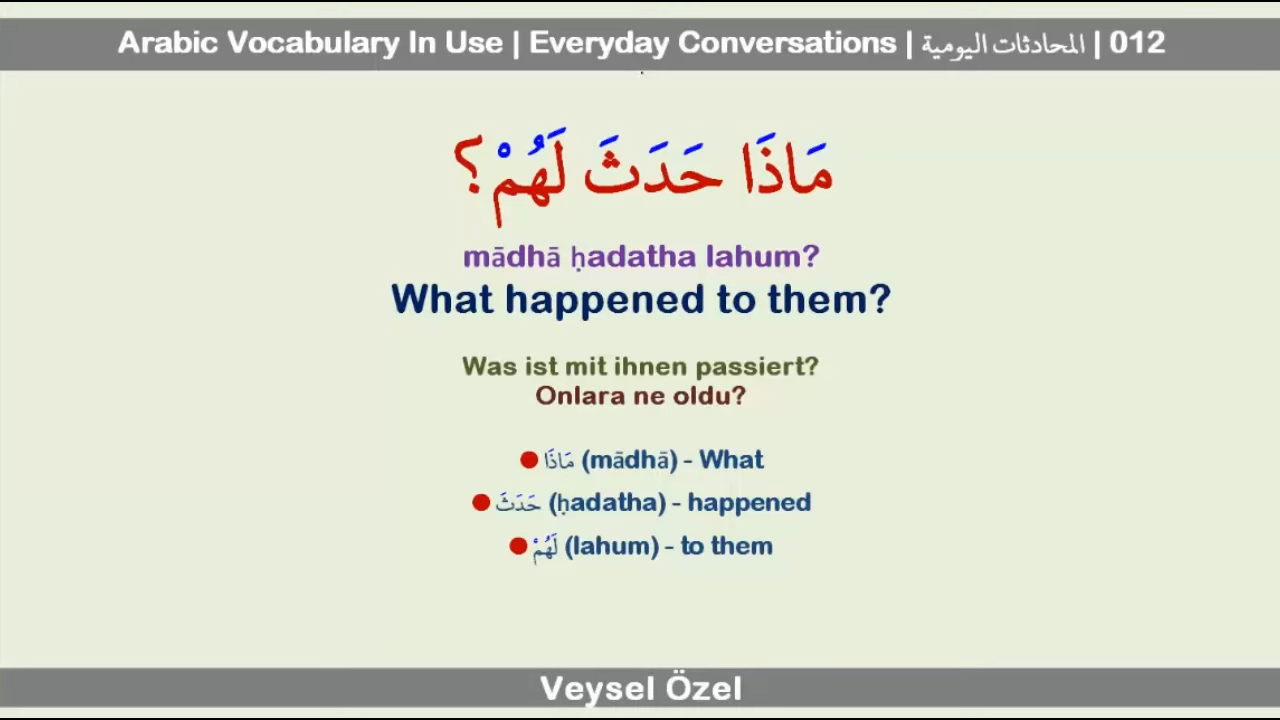 Arabic Vocabulary In Use | Everyday Conversations | المحادثات اليومية | 012
مَاذَا حَدَثَ لَهُمْ؟
mādhā ḥadatha lahum?
What happened to them?
Was ist mit ihnen passiert?
Onlara ne oldu?
● مَاذَا (mādhā) - What
● حَدَثَ (ḥadatha) - happened
● لَهُمْ (lahum) - to them
Veysel Özel